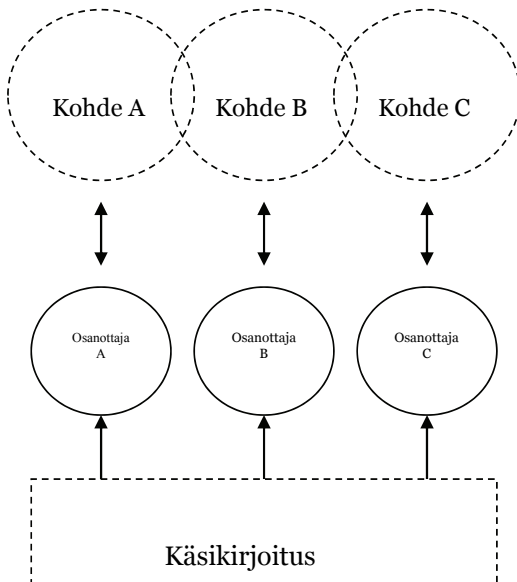 Kohde A
Kohde B
Kohde C
Osanottaja
A
Osanottaja
B
Osanottaja
C
Käsikirjoitus